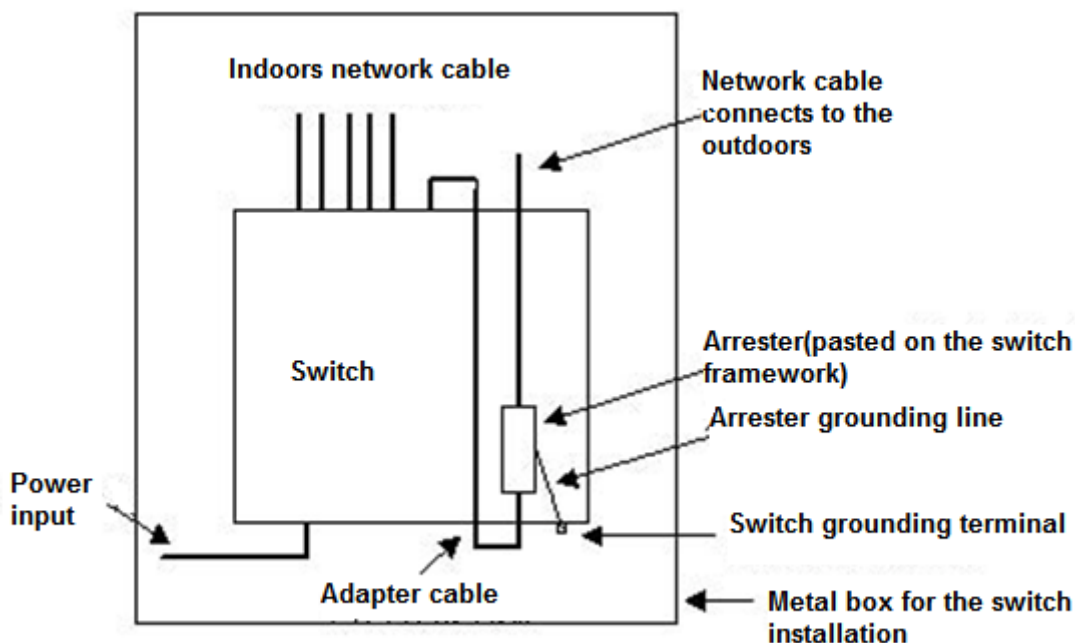 Indoors network cable
Network cable
connects to the
outdoors
Switch
Arrester(pasted on the switch
framework)
Arrester grounding line
Power
input
Switch grounding terminal
Adapter cable
Metal box for the switch
installation